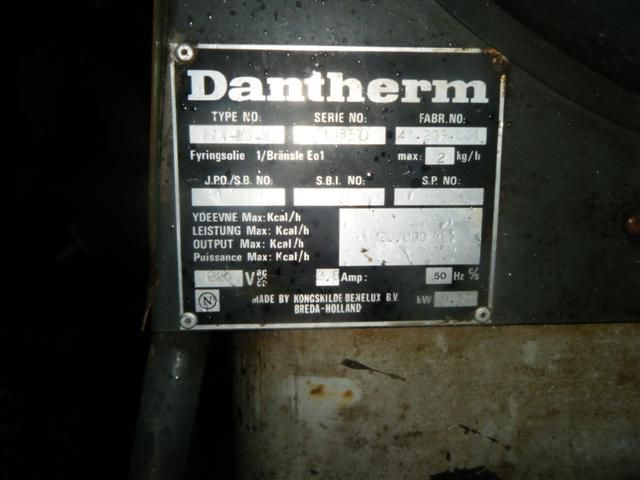 Dantherm
TYPE NO: SERIE NO: FABR. NO:
Fyringsolie 1/Bränsle Eo1 max: 2 kg/h
J.P.O./S.B. NO: S.B.I. NO: S.P. NO:
YDEEVNE Max: Kcal/h
LEISTUNG Max: Kcal/h
OUTPUT Max: Kcal/h
Puissance Max: Kcal/h
220 V Amp: 50 Hz C/S
N MADE BY KONGSKILDE BENELUX B.V. kW
BREDA-HOLLAND